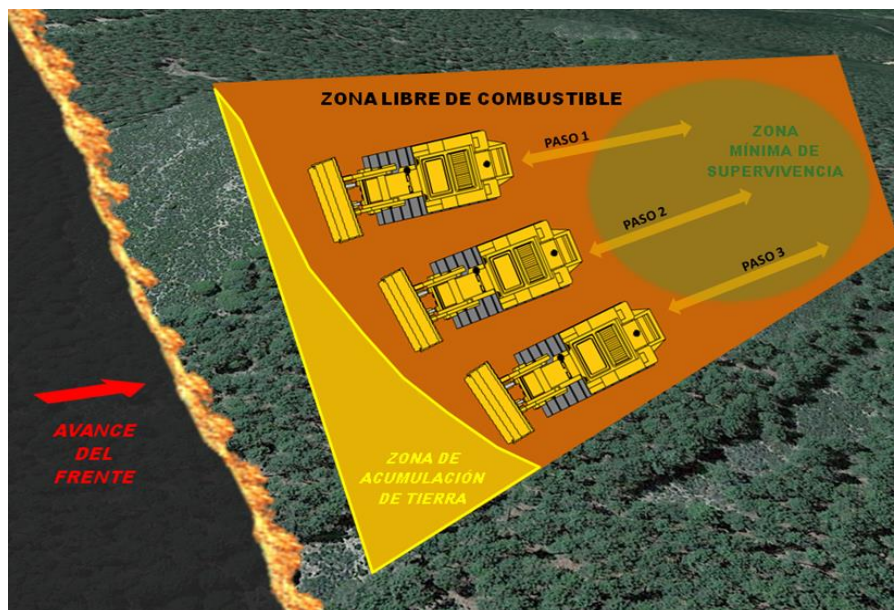 ZONA LIBRE DE COMBUSTIBLE
PASO 1
ZONA
MÍNIMA DE
SUPERVIVENCIA
PASO 2
PASO 3
AVANCE
DEL
FRENTE
ZONA DE
ACUMULACIÓN
DE TIERRA